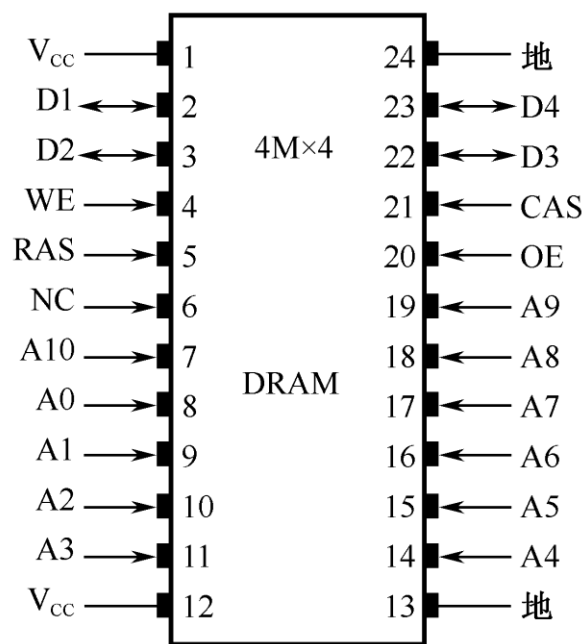 V_CC 1 24 地
D1 2 23 D4
D2 3 4M×4 22 D3
WE 4 21 CAS
RAS 5 20 OE
NC 6 19 A9
A10 7 18 A8
A0 8 DRAM 17 A7
A1 9 16 A6
A2 10 15 A5
A3 11 14 A4
V_CC 12 13 地